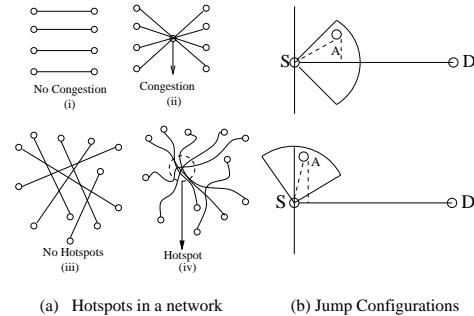 No Congestion
(i)
Congestion
(ii)
S
A
D
No Hotspots
(iii)
Hotspot
(iv)
S
A
D
(a) Hotspots in a network
(b) Jump Configurations